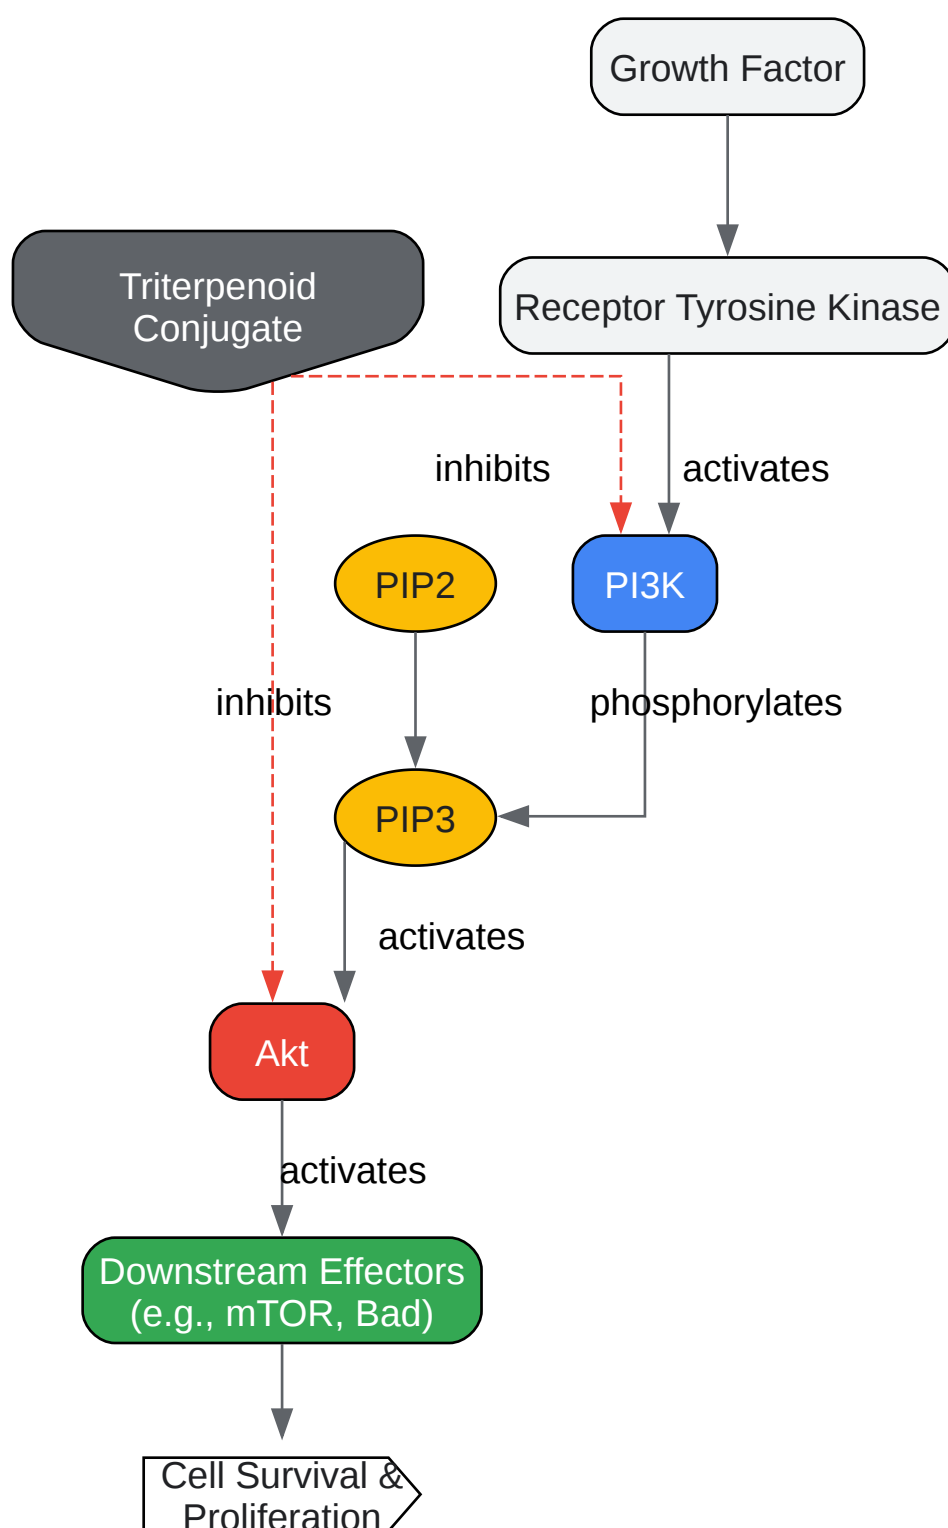 Growth Factor
Triterpenoid
Conjugate
Receptor Tyrosine Kinase
inhibits
activates
PIP2
PI3K
inhibits
phosphorylates
PIP3
activates
Akt
activates
Downstream Effectors
(e.g., mTOR, Bad)
Cell Survival &
Proliferation